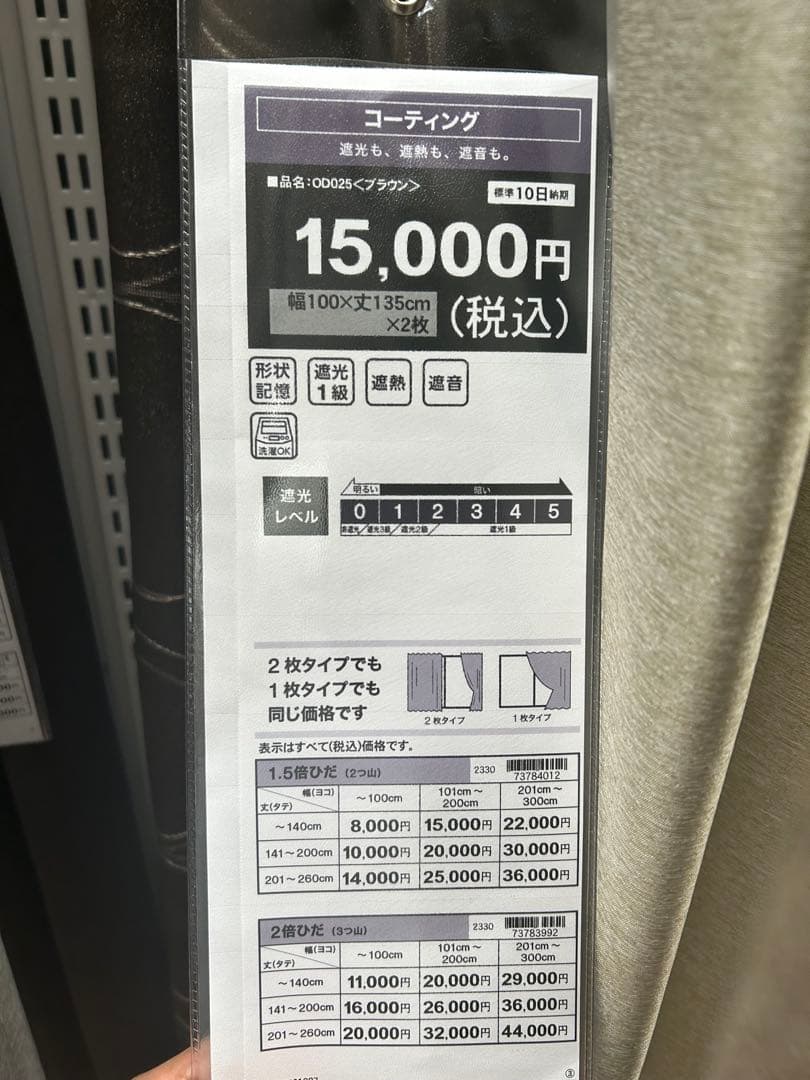 コーティング
遮光も、遮熱も、遮音も。
■品名:OD025<ブラウン>
標準10日納期
15,000円
幅100×丈135cm
×2枚
(税込)
形状
記憶
遮光
1級
遮熱
遮音
洗濯OK
遮光
レベル
明るい 暗い
0 1 2 3 4 5
非遮光 遮光3級 遮光2級 遮光1級
2枚タイプでも
1枚タイプでも
同じ価格です
2枚タイプ 1枚タイプ
表示はすべて(税込)価格です。
1.5倍ひだ (2つ山) 2330 73784012
幅(ヨコ)
丈(タテ)
~100cm 101cm~200cm 201cm~300cm
~140cm 8,000円 15,000円 22,000円
141~200cm 10,000円 20,000円 30,000円
201~260cm 14,000円 25,000円 36,000円
2倍ひだ (3つ山) 2330 73783992
幅(ヨコ)
丈(タテ)
~100cm 101cm~200cm 201cm~300cm
~140cm 11,000円 20,000円 29,000円
141~200cm 16,000円 26,000円 36,000円
201~260cm 20,000円 32,000円 44,000円
③